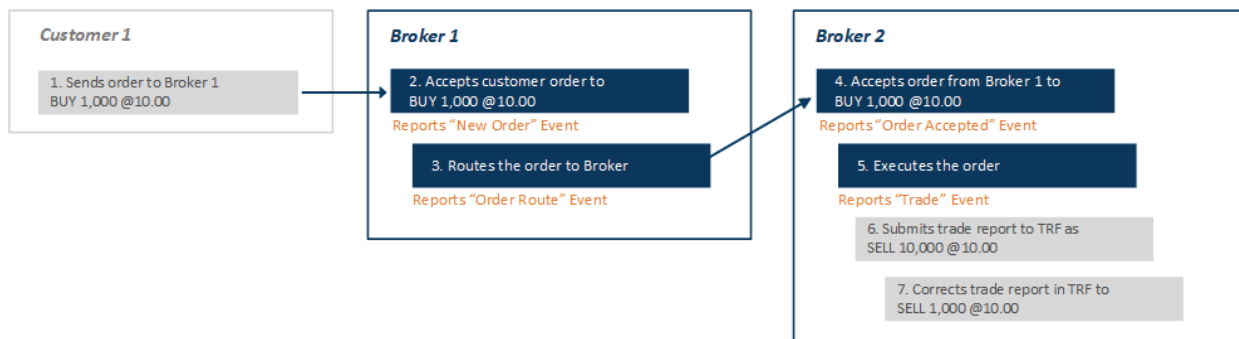 Customer 1
1. Sends order to Broker 1
BUY 1,000 @10.00
Broker 1
2. Accepts customer order to
BUY 1,000 @10.00
Reports “New Order” Event
3. Routes the order to Broker
Reports “Order Route” Event
Broker 2
4. Accepts order from Broker 1 to
BUY 1,000 @10.00
Reports “Order Accepted” Event
5. Executes the order
Reports “Trade” Event
6. Submits trade report to TRF as
SELL 10,000 @10.00
7. Corrects trade report in TRF to
SELL 1,000 @10.00